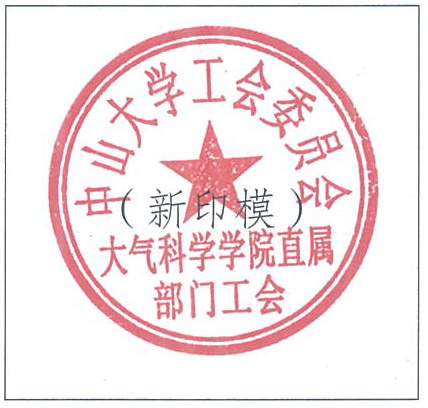 中山大学工会委员会
（新印模）
大气科学学院直属
部门工会